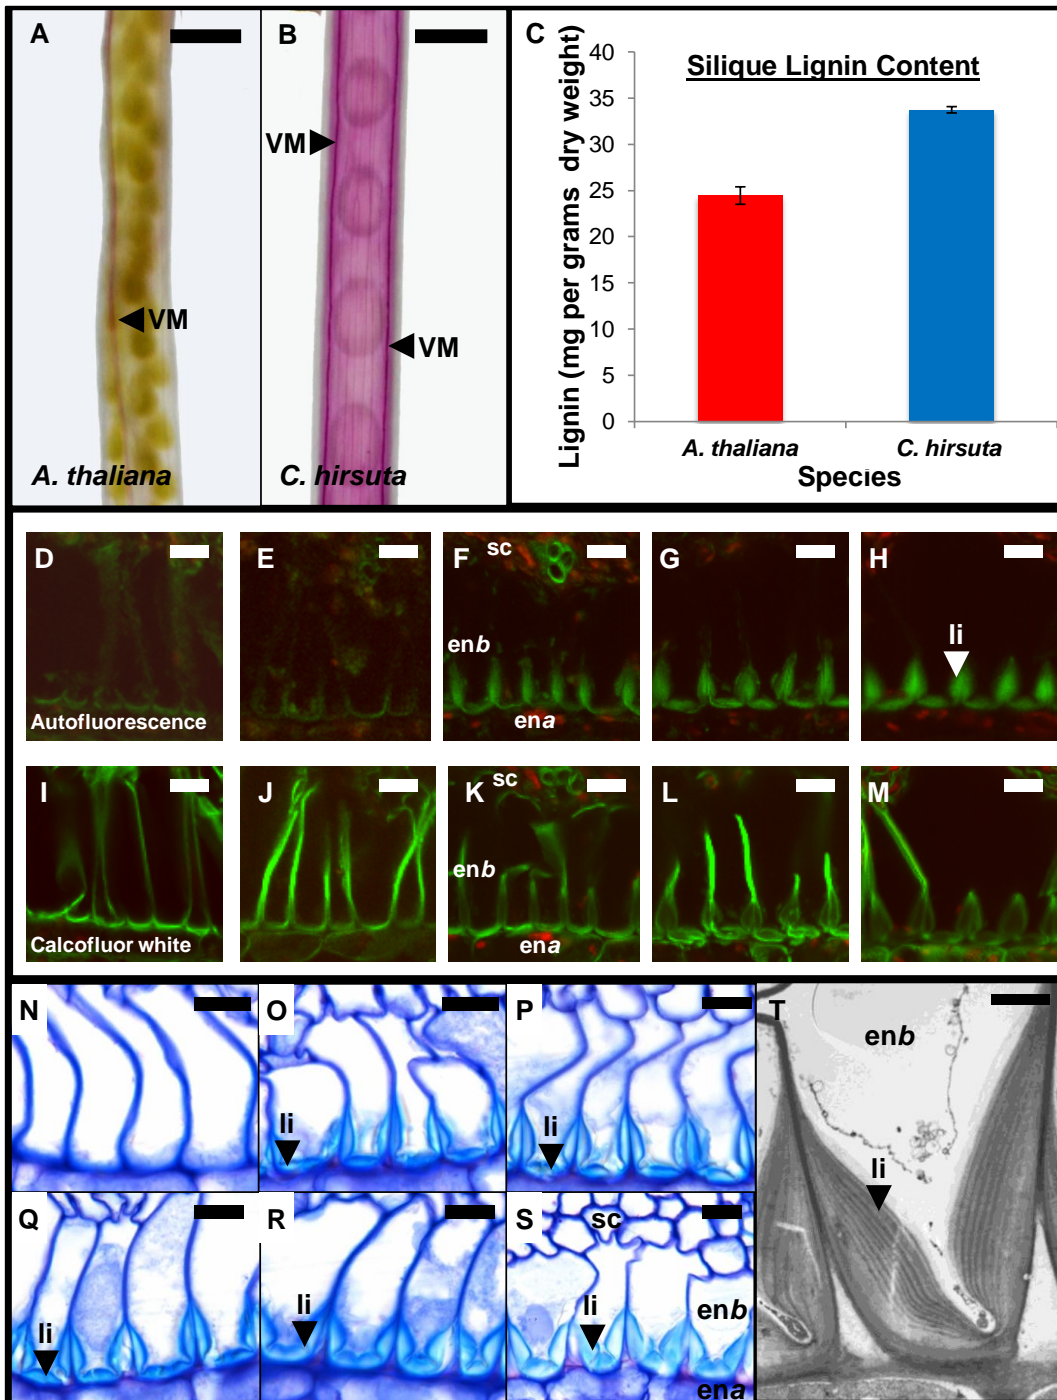 A
VM
A. thaliana
B
VM
VM
C. hirsuta
C
Silique Lignin Content
Lignin (mg per grams dry weight)
40
35
30
25
20
15
10
5
0
A. thaliana
C. hirsuta
Species
D
Autofluorescence
E
F
sc
enb
ena
G
H
li
I
Calcofluor white
J
K
sc
enb
ena
L
M
N
O
li
P
li
Q
li
R
li
S
sc
li
enb
ena
T
enb
li